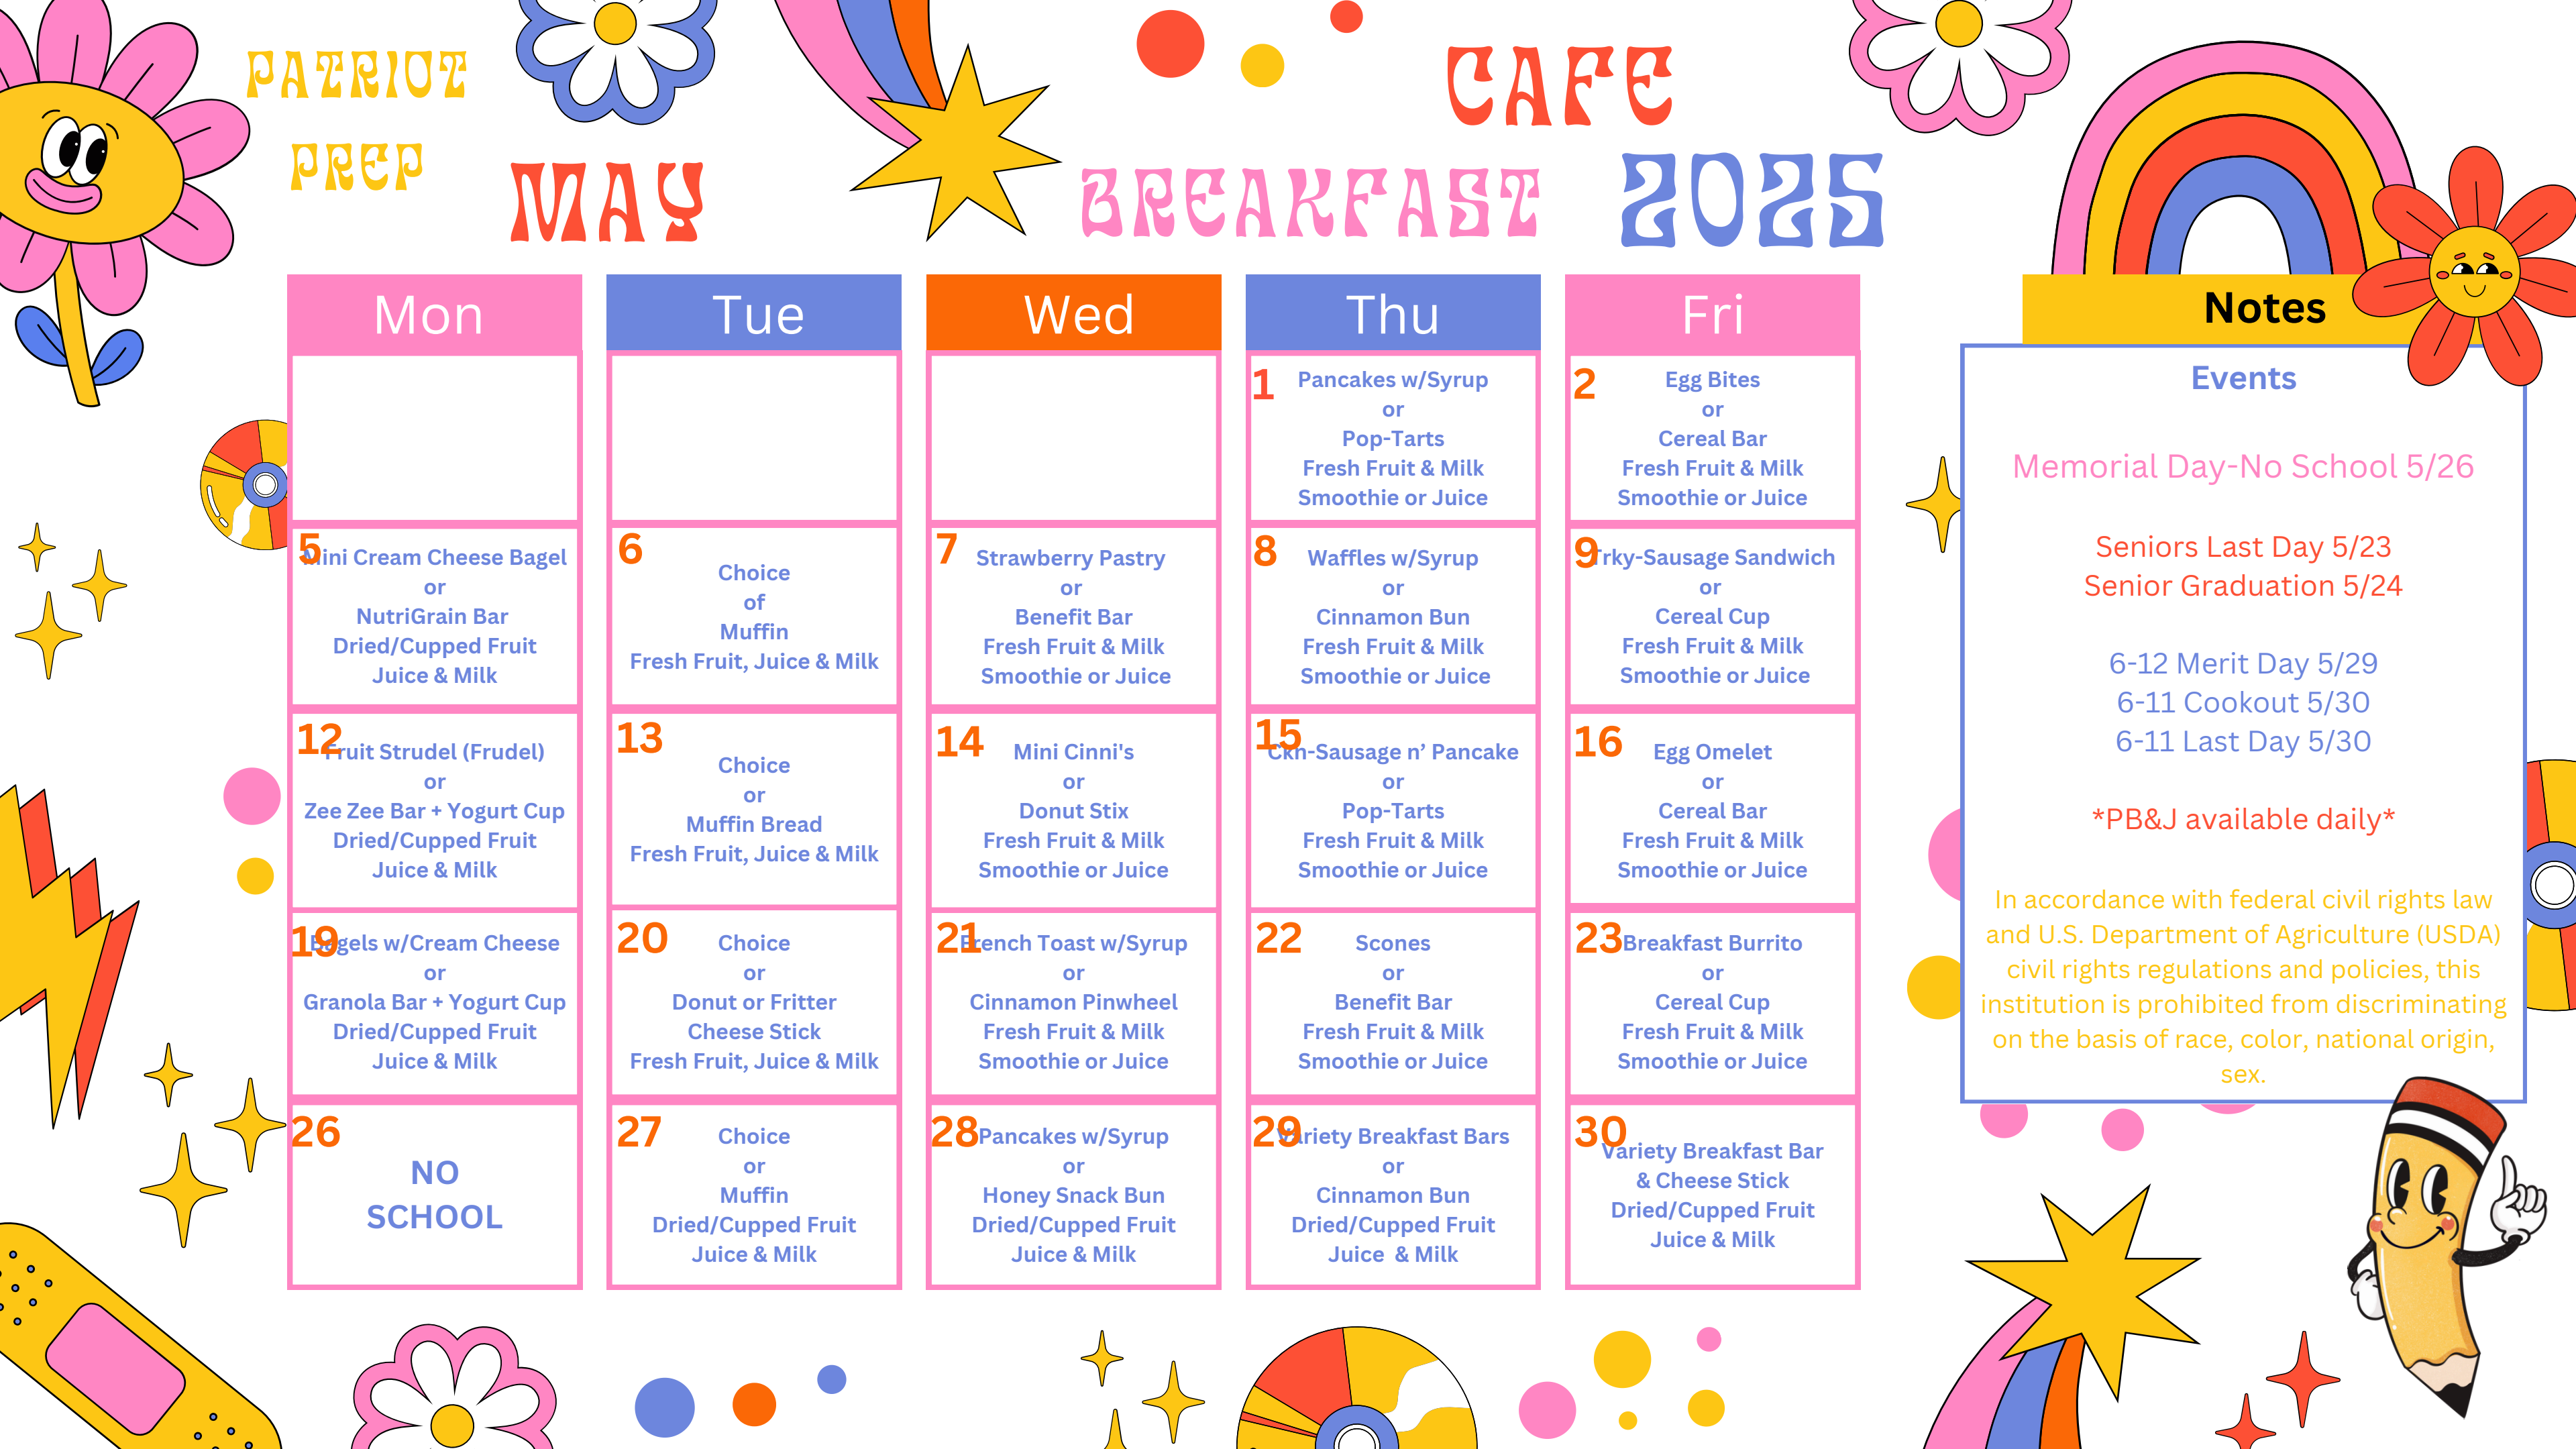 PATRIOT
PREP
MAY
CAFE
BREAKFAST 2025
Mon Tue Wed Thu Fri
1
Pancakes w/Syrup
or
Pop-Tarts
Fresh Fruit & Milk
Smoothie or Juice
2
Egg Bites
or
Cereal Bar
Fresh Fruit & Milk
Smoothie or Juice
5
Mini Cream Cheese Bagel
or
NutriGrain Bar
Dried/Cupped Fruit
Juice & Milk
6
Choice
of
Muffin
Fresh Fruit, Juice & Milk
7
Strawberry Pastry
or
Benefit Bar
Fresh Fruit & Milk
Smoothie or Juice
8
Waffles w/Syrup
or
Cinnamon Bun
Fresh Fruit & Milk
Smoothie or Juice
9
Trky-Sausage Sandwich
or
Cereal Cup
Fresh Fruit & Milk
Smoothie or Juice
12
Fruit Strudel (Frudel)
or
Zee Zee Bar + Yogurt Cup
Dried/Cupped Fruit
Juice & Milk
13
Choice
or
Muffin Bread
Fresh Fruit, Juice & Milk
14
Mini Cinni's
or
Donut Stix
Fresh Fruit & Milk
Smoothie or Juice
15
Ckn-Sausage n’ Pancake
or
Pop-Tarts
Fresh Fruit & Milk
Smoothie or Juice
16
Egg Omelet
or
Cereal Bar
Fresh Fruit & Milk
Smoothie or Juice
19
Bagels w/Cream Cheese
or
Granola Bar + Yogurt Cup
Dried/Cupped Fruit
Juice & Milk
20
Choice
or
Donut or Fritter
Cheese Stick
Fresh Fruit, Juice & Milk
21
French Toast w/Syrup
or
Cinnamon Pinwheel
Fresh Fruit & Milk
Smoothie or Juice
22
Scones
or
Benefit Bar
Fresh Fruit & Milk
Smoothie or Juice
23
Breakfast Burrito
or
Cereal Cup
Fresh Fruit & Milk
Smoothie or Juice
26
NO
SCHOOL
27
Choice
or
Muffin
Dried/Cupped Fruit
Juice & Milk
28
Pancakes w/Syrup
or
Honey Snack Bun
Dried/Cupped Fruit
Juice & Milk
29
Variety Breakfast Bars
or
Cinnamon Bun
Dried/Cupped Fruit
Juice & Milk
30
Variety Breakfast Bar
& Cheese Stick
Dried/Cupped Fruit
Juice & Milk
Notes
Events
Memorial Day-No School 5/26
Seniors Last Day 5/23
Senior Graduation 5/24
6-12 Merit Day 5/29
6-11 Cookout 5/30
6-11 Last Day 5/30
*PB&J available daily*
In accordance with federal civil rights law
and U.S. Department of Agriculture (USDA)
civil rights regulations and policies, this
institution is prohibited from discriminating
on the basis of race, color, national origin,
sex.